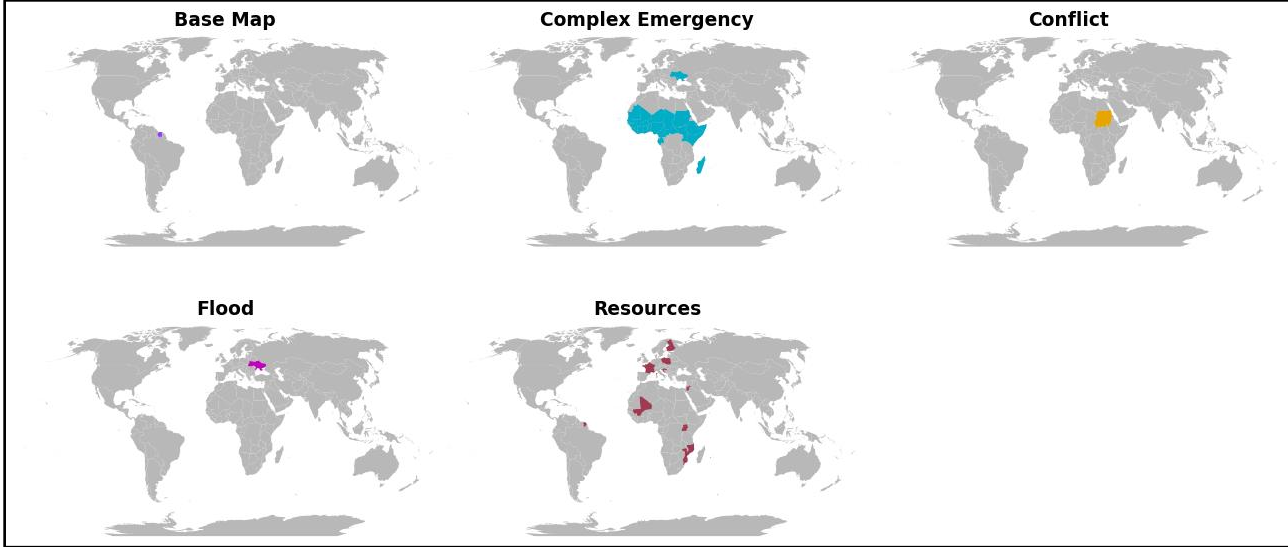 Base Map
Complex Emergency
Conflict
Flood
Resources